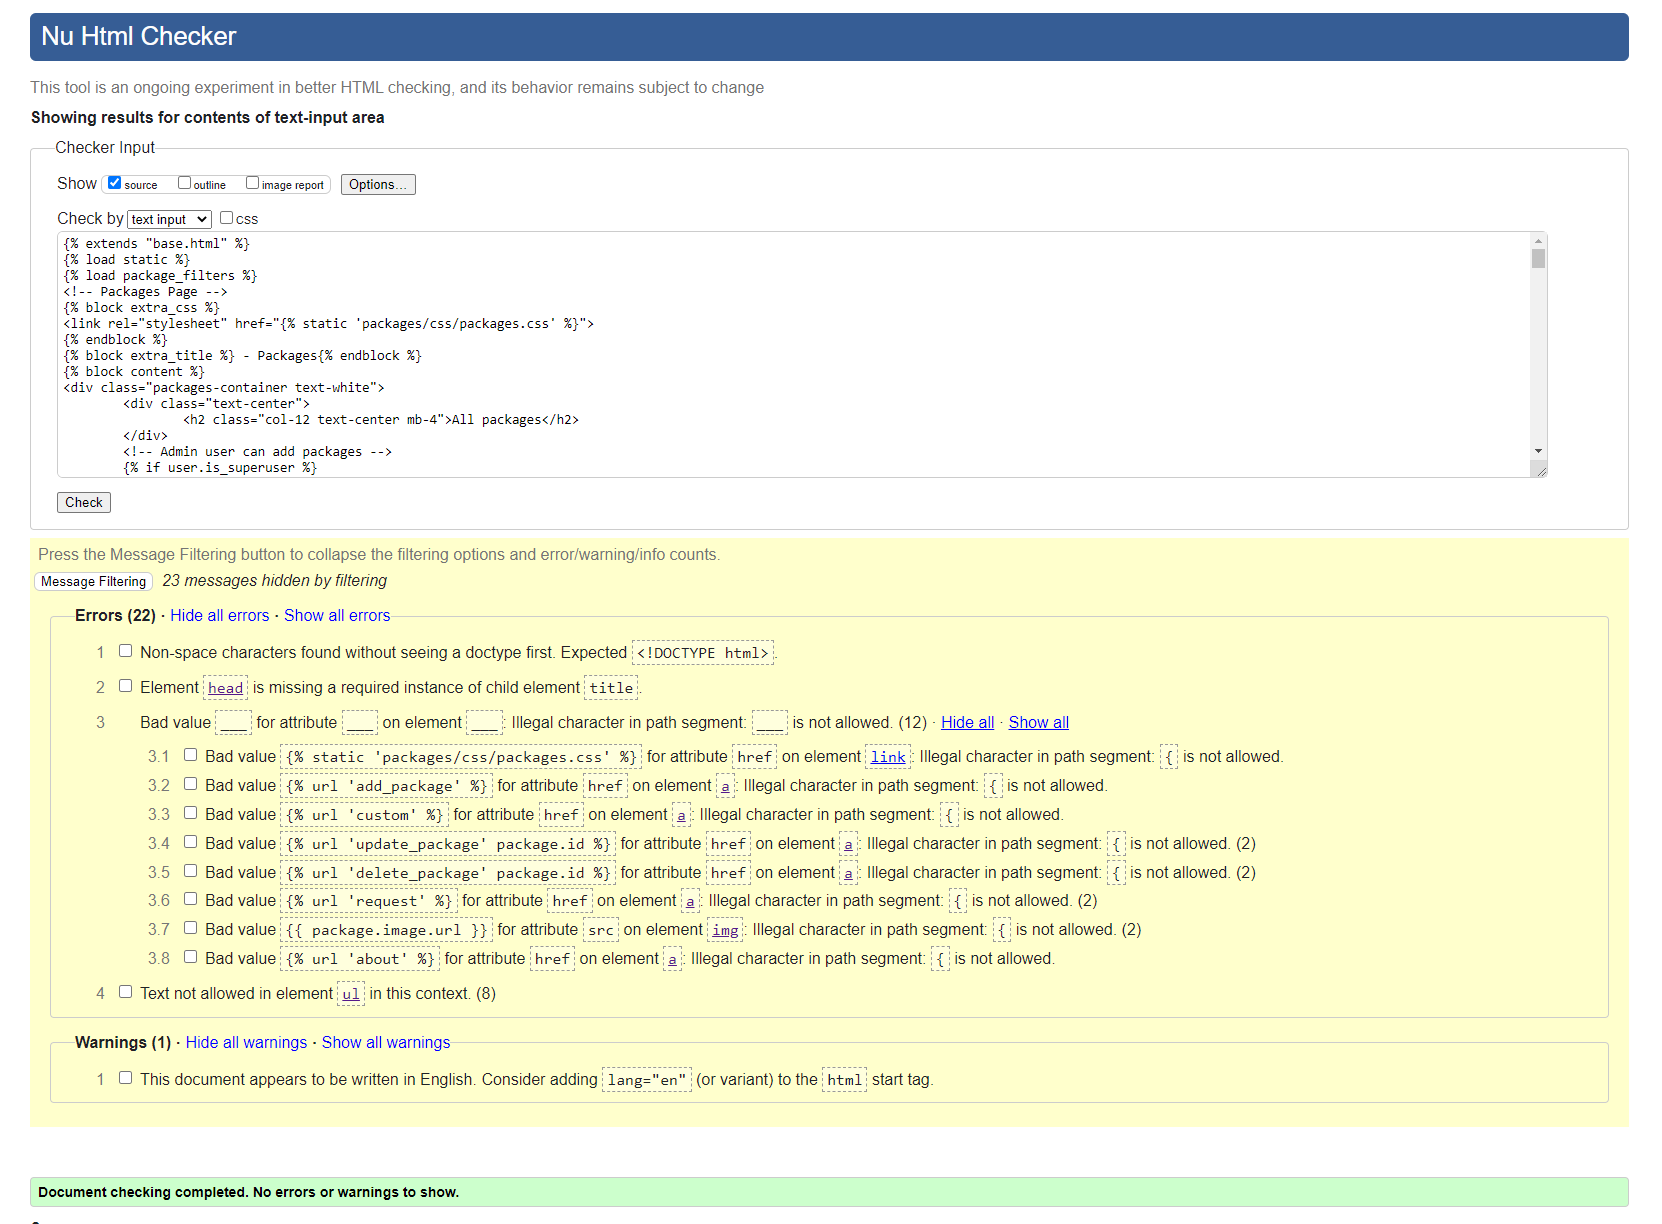 Nu Html Checker
This tool is an ongoing experiment in better HTML checking, and its behavior remains subject to change
Showing results for contents of text-input area
Checker Input
Show source outline image report Options...
Check by text input css
{% extends "base.html" %}
{% load static %}
{% load package_filters %}
<!-- Packages Page -->
{% block extra_css %}
<link rel="stylesheet" href="{% static 'packages/css/packages.css' %}">
{% endblock %}
{% block extra_title %} - Packages{% endblock %}
{% block content %}
<div class="packages-container text-white">
<div class="text-center">
<h2 class="col-12 text-center mb-4">All packages</h2>
</div>
<!-- Admin user can add packages -->
{% if user.is_superuser %}
Check
Press the Message Filtering button to collapse the filtering options and error/warning/info counts.
Message Filtering 23 messages hidden by filtering
Errors (22) · Hide all errors · Show all errors
1 Non-space characters found without seeing a doctype first. Expected <!DOCTYPE html>.
2 Element head is missing a required instance of child element title.
3 Bad value ___ for attribute ___ on element ___: Illegal character in path segment: ___ is not allowed. (12) · Hide all · Show all
3.1 Bad value {% static 'packages/css/packages.css' %} for attribute href on element link: Illegal character in path segment: { is not allowed.
3.2 Bad value {% url 'add_package' %} for attribute href on element a: Illegal character in path segment: { is not allowed.
3.3 Bad value {% url 'custom' %} for attribute href on element a: Illegal character in path segment: { is not allowed.
3.4 Bad value {% url 'update_package' package.id %} for attribute href on element a: Illegal character in path segment: { is not allowed. (2)
3.5 Bad value {% url 'delete_package' package.id %} for attribute href on element a: Illegal character in path segment: { is not allowed. (2)
3.6 Bad value {% url 'request' %} for attribute href on element a: Illegal character in path segment: { is not allowed. (2)
3.7 Bad value {{ package.image.url }} for attribute src on element img: Illegal character in path segment: { is not allowed. (2)
3.8 Bad value {% url 'about' %} for attribute href on element a: Illegal character in path segment: { is not allowed.
4 Text not allowed in element ul in this context. (8)
Warnings (1) · Hide all warnings · Show all warnings
1 This document appears to be written in English. Consider adding lang="en" (or variant) to the html start tag.
Document checking completed. No errors or warnings to show.